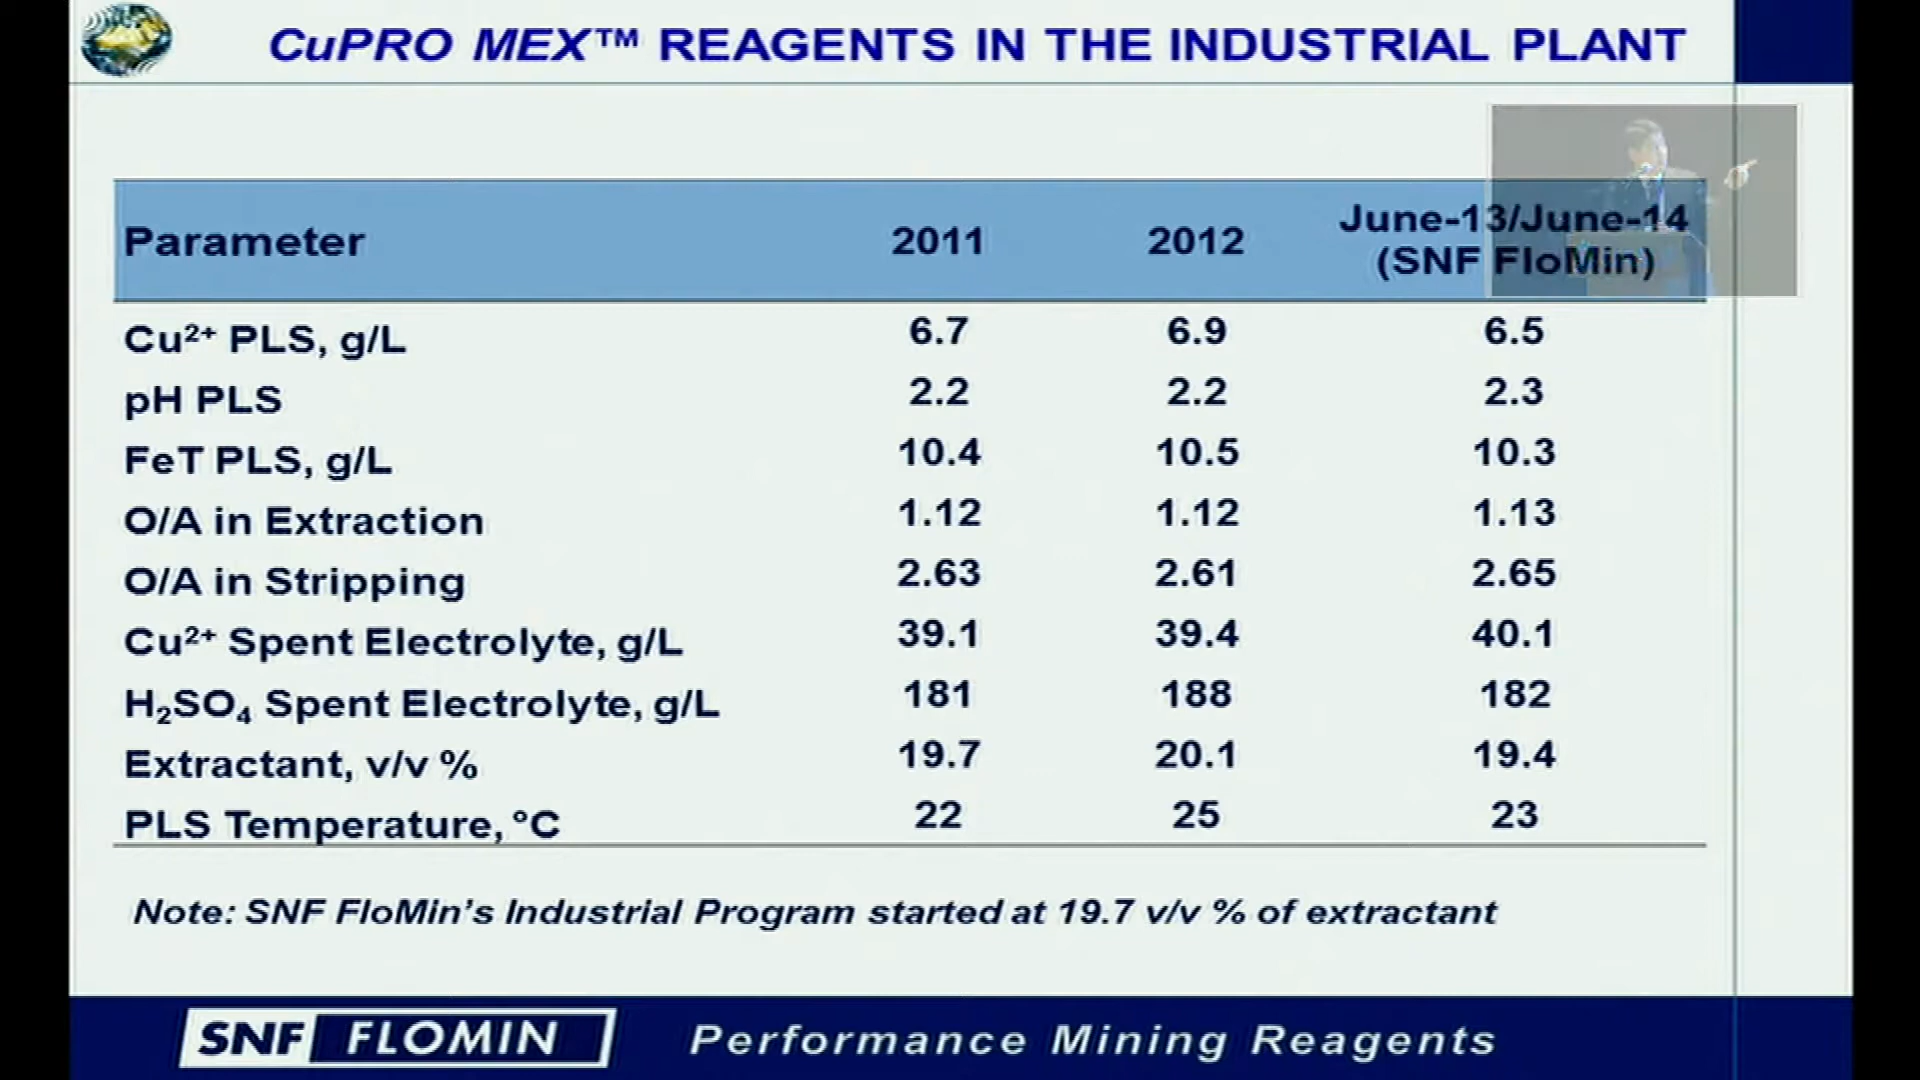 CuPRO MEX™ REAGENTS IN THE INDUSTRIAL PLANT
Parameter 2011 2012 June-13/June-14 (SNF FloMin)
Cu²⁺ PLS, g/L 6.7 6.9 6.5
pH PLS 2.2 2.2 2.3
FeT PLS, g/L 10.4 10.5 10.3
O/A in Extraction 1.12 1.12 1.13
O/A in Stripping 2.63 2.61 2.65
Cu²⁺ Spent Electrolyte, g/L 39.1 39.4 40.1
H₂SO₄ Spent Electrolyte, g/L 181 188 182
Extractant, v/v % 19.7 20.1 19.4
PLS Temperature, °C 22 25 23
Note: SNF FloMin's Industrial Program started at 19.7 v/v % of extractant
SNF FLOMIN Performance Mining Reagents